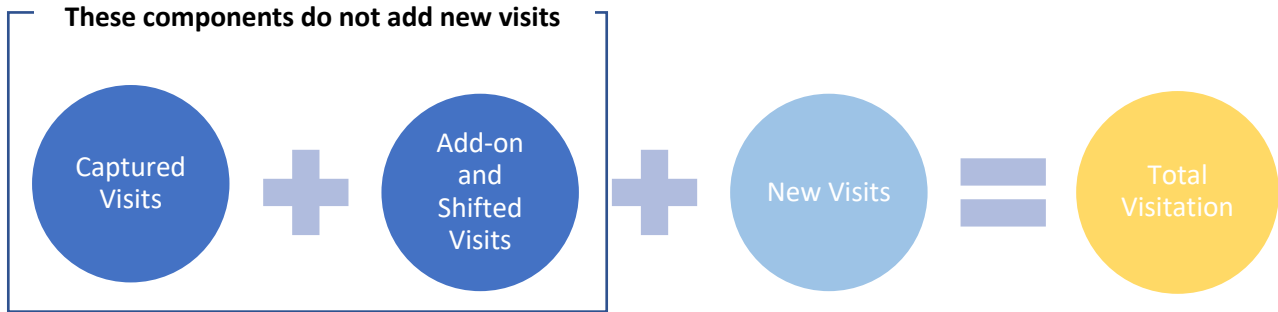 These components do not add new visits
Captured
Visits
Add-on
and
Shifted
Visits
New Visits
Total
Visitation